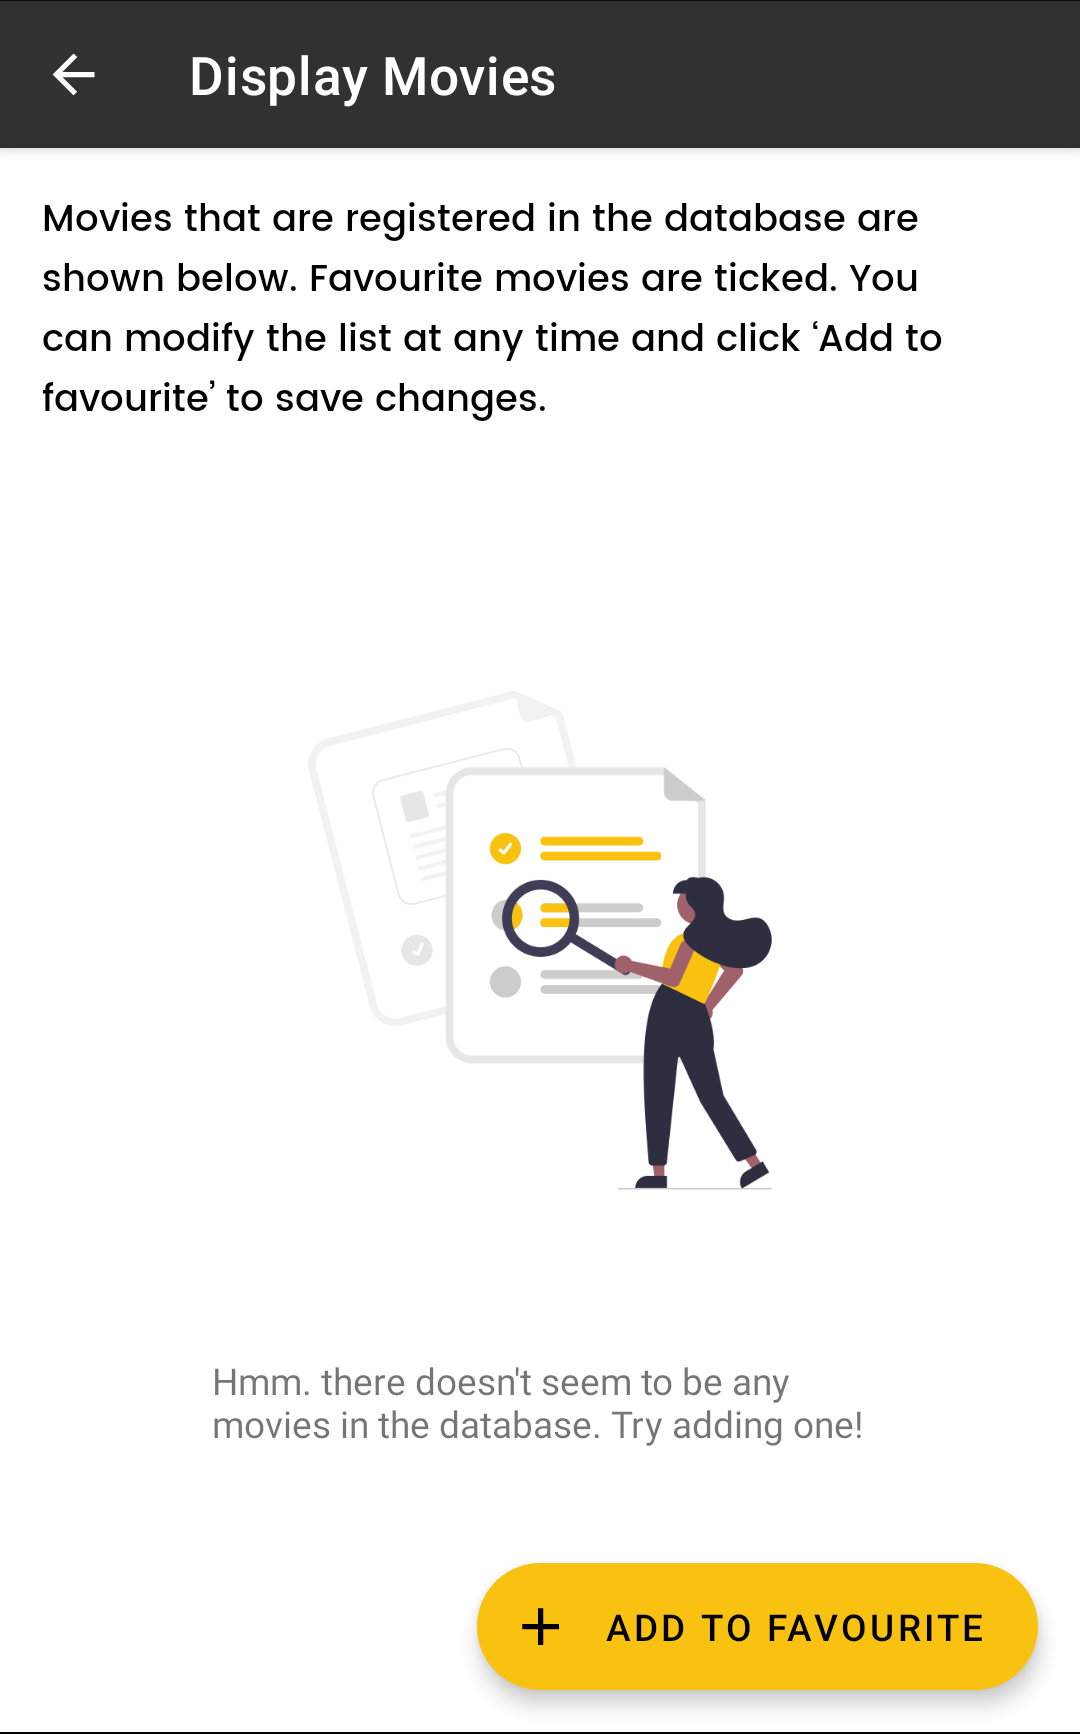 Display Movies
Movies that are registered in the database are
shown below. Favourite movies are ticked. You
can modify the list at any time and click ‘Add to
favourite’ to save changes.
Hmm. there doesn't seem to be any
movies in the database. Try adding one!
ADD TO FAVOURITE